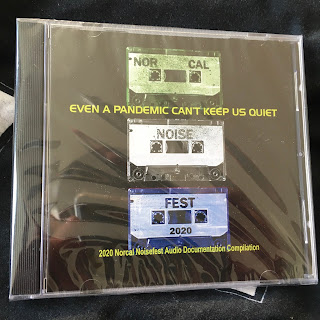 NOR CAL
EVEN A PANDEMIC CAN'T KEEP US QUIET
NOISE
FEST
2020
2020 Norcal Noisefest Audio Documentation Compilation